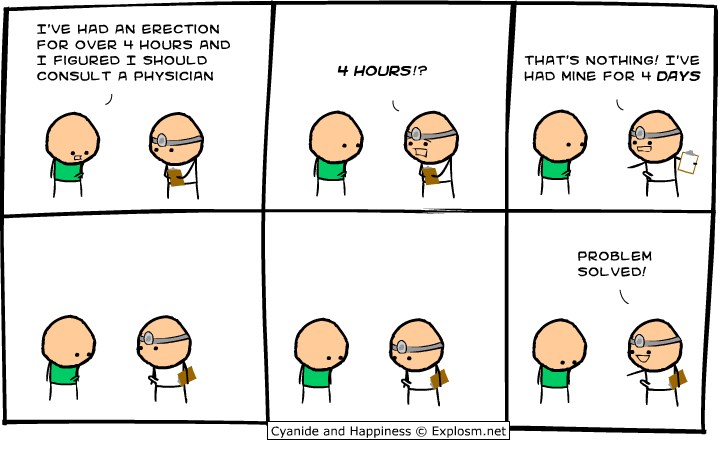 I'VE HAD AN ERECTION
FOR OVER 4 HOURS AND
I FIGURED I SHOULD
CONSULT A PHYSICIAN
4 HOURS!?
THAT'S NOTHING! I'VE
HAD MINE FOR 4 DAYS
PROBLEM
SOLVED!
Cyanide and Happiness © Explosm.net